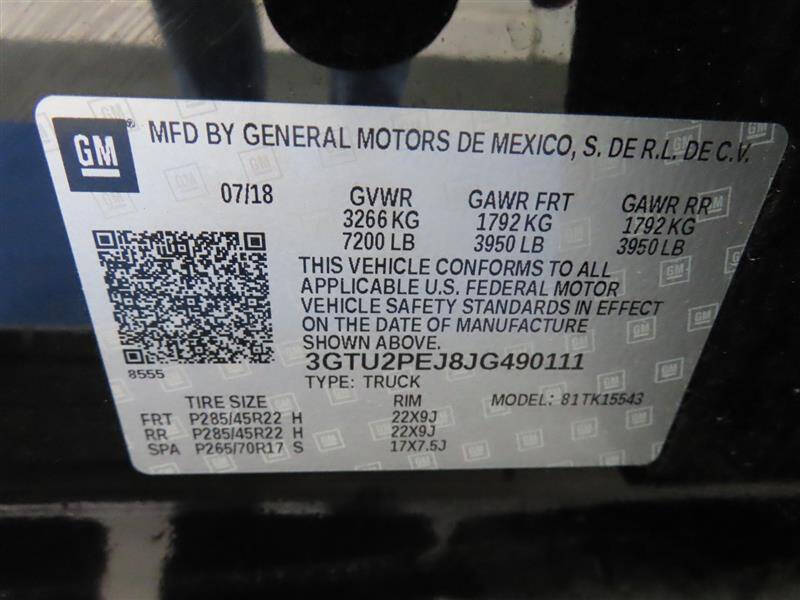 GM® MFD BY GENERAL MOTORS DE MEXICO, S. DE R.L. DE C.V.
07/18 GVWR GAWR FRT GAWR RR
3266 KG 1792 KG 1792 KG
7200 LB 3950 LB 3950 LB
THIS VEHICLE CONFORMS TO ALL
APPLICABLE U.S. FEDERAL MOTOR
VEHICLE SAFETY STANDARDS IN EFFECT
ON THE DATE OF MANUFACTURE
SHOWN ABOVE.
3GTU2PEJ8JG490111
8555
TYPE: TRUCK
TIRE SIZE RIM MODEL: 81TK15543
FRT P285/45R22 H 22X9J
RR P285/45R22 H 22X9J
SPA P265/70R17 S 17X7.5J